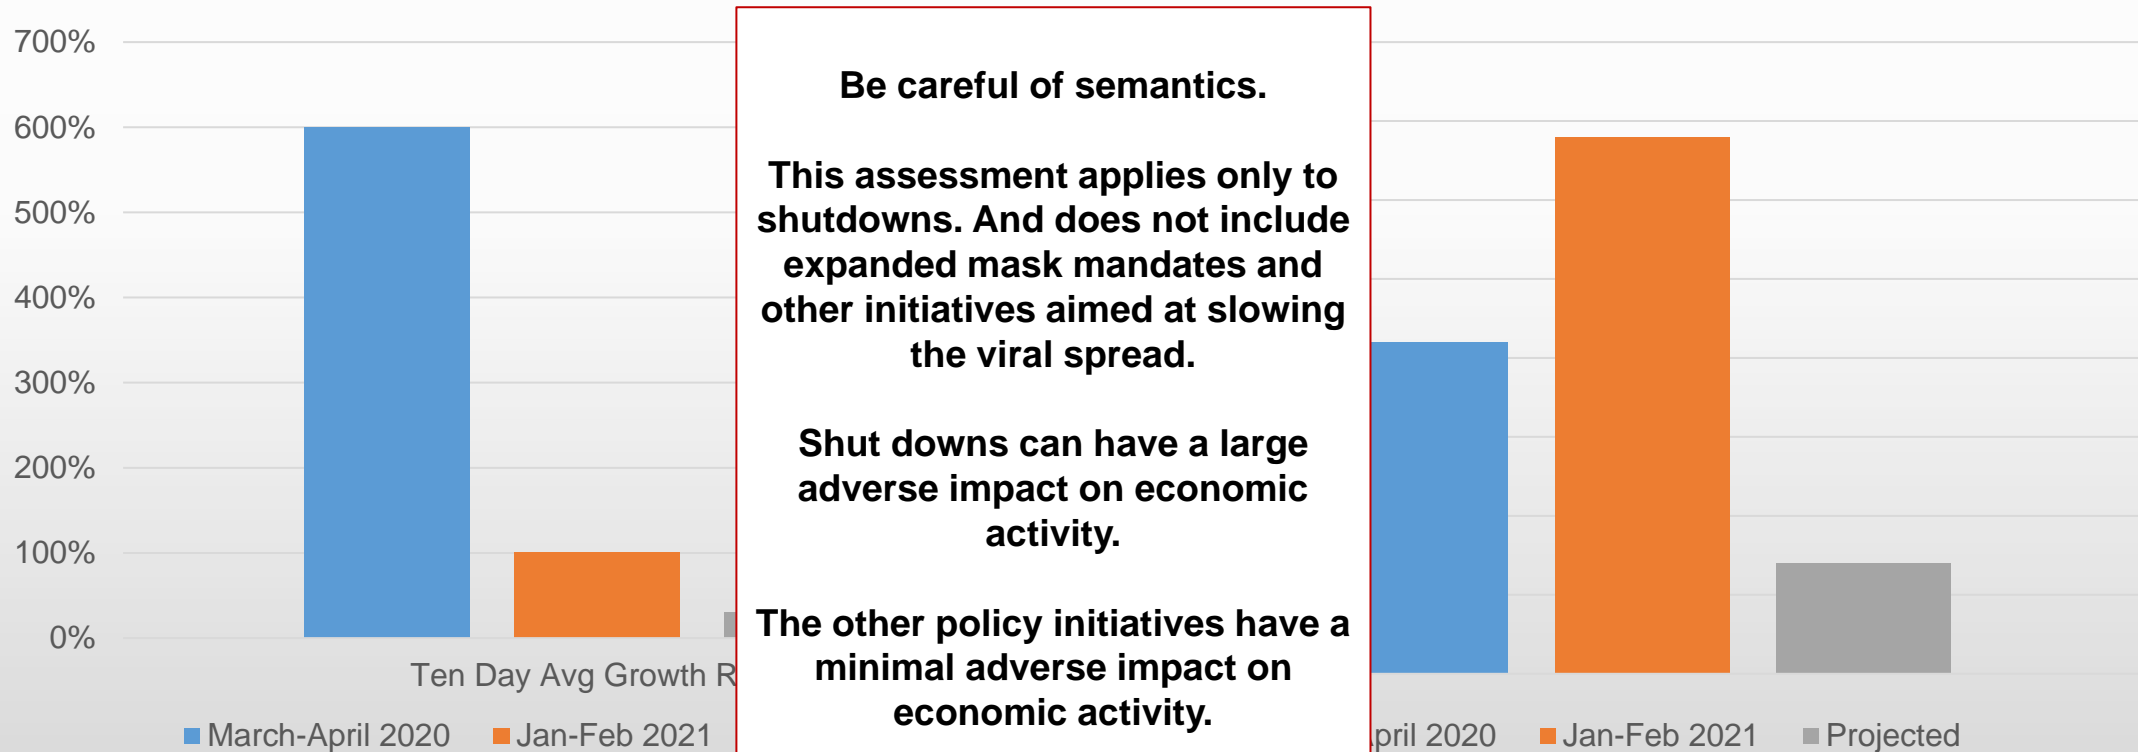 700%
600%
500%
400%
300%
200%
100%
0%
Ten Day Avg Growth
March-April 2020
Jan-Feb 2021
Be careful of semantics.
This assessment applies only to
shutdowns. And does not include
expanded mask mandates and
other initiatives aimed at slowing
the viral spread.
Shut downs can have a large
adverse impact on economic
activity.
The other policy initiatives have a
minimal adverse impact on
economic activity.
2020
Jan-Feb 2021
Projected